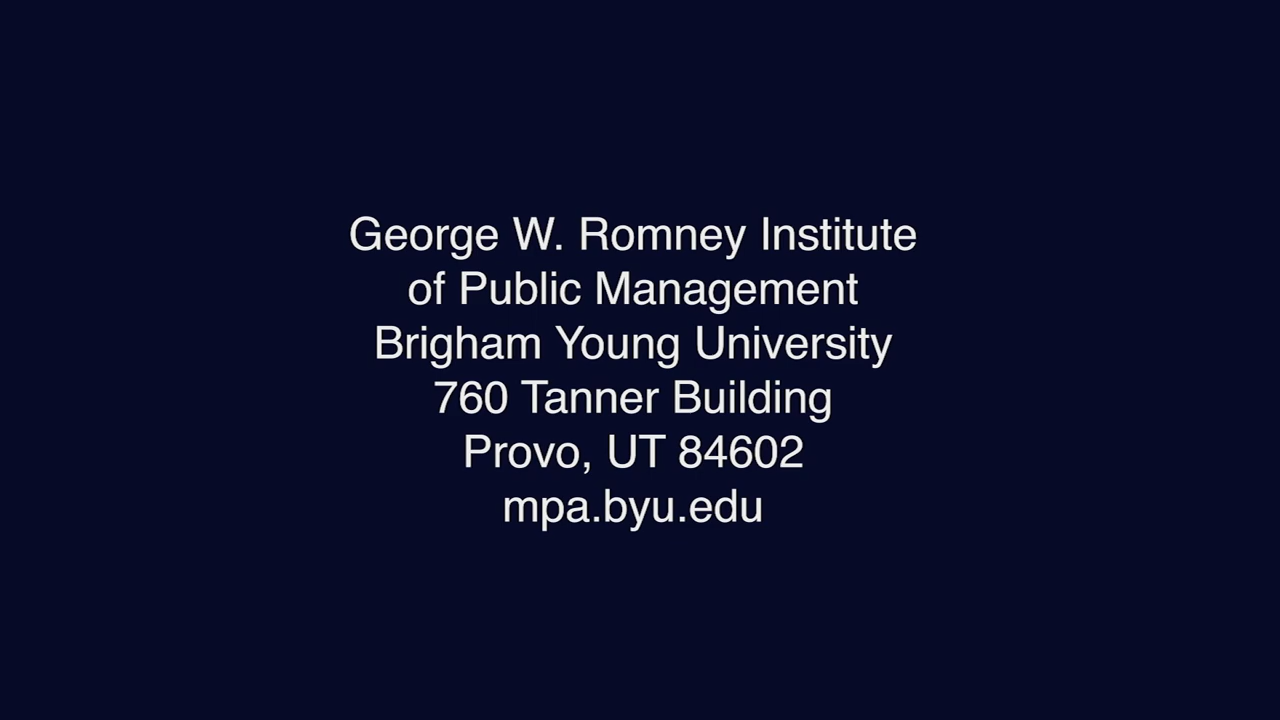 George W. Romney Institute
of Public Management
Brigham Young University
760 Tanner Building
Provo, UT 84602
mpa.byu.edu